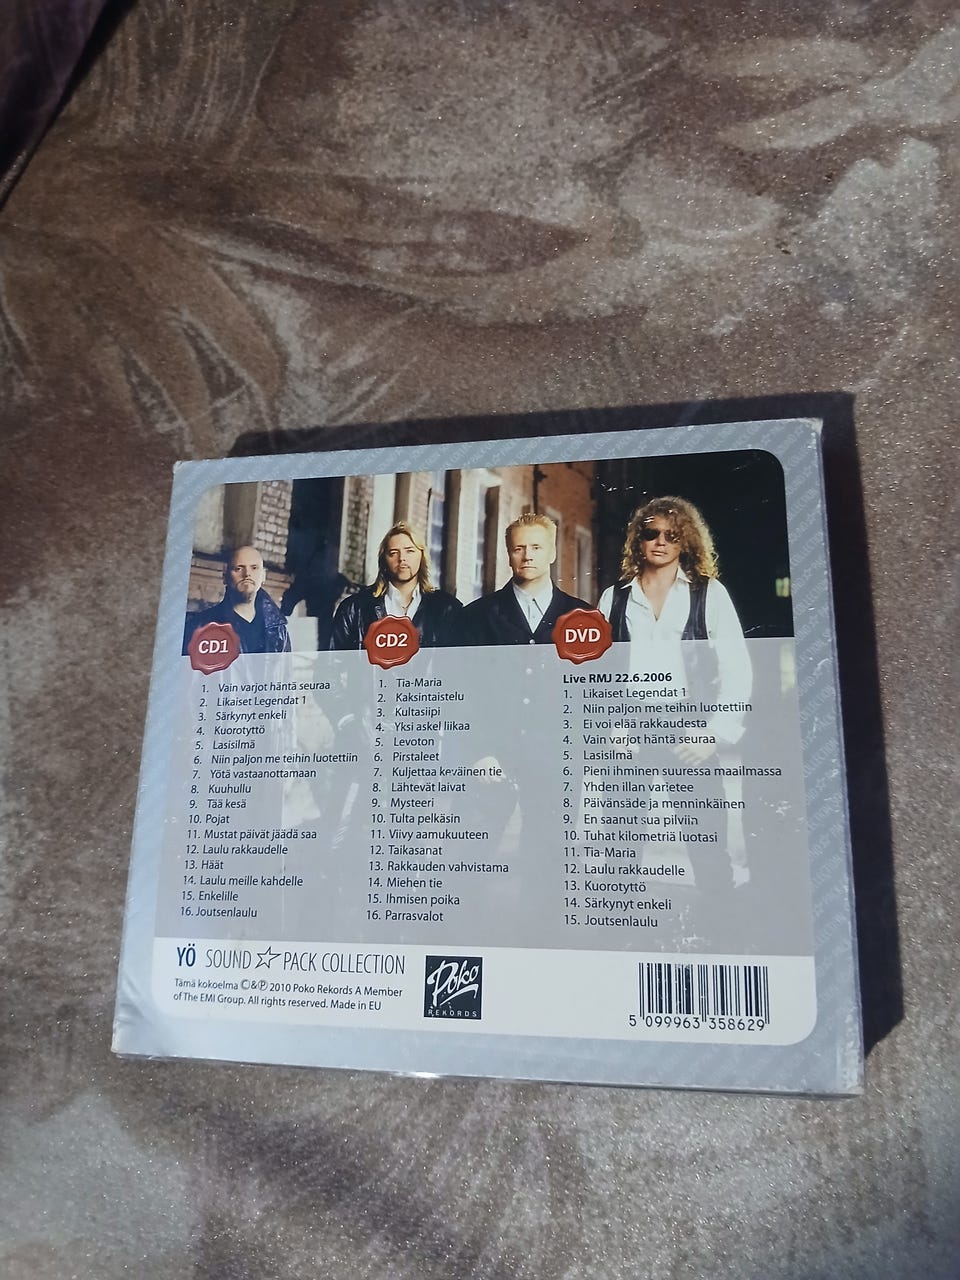 CD1
1. Vain varjot häntä seuraa
2. Likaiset Legendat 1
3. Särkynyt enkeli
4. Kuorotyttö
5. Lasisilmä
6. Niin paljon me teihin luotettiin
7. Yötä vastaanottamaan
8. Kuuhullu
9. Tää kesä
10. Pojat
11. Mustat päivät jäädä saa
12. Laulu rakkaudelle
13. Häät
14. Laulu meille kahdelle
15. Enkelille
16. Joutsenlaulu
CD2
1. Tia-Maria
2. Kaksintaistelu
3. Kultasiipi
4. Yksi askel liikaa
5. Levoton
6. Pirstaleet
7. Kuljettaa keväinen tie
8. Lähtevät laivat
9. Mysteeri
10. Tulta pelkäsin
11. Viivy aamukuuteen
12. Taikasanat
13. Rakkauden vahvistama
14. Miehen tie
15. Ihmisen poika
16. Parrasvalot
DVD
Live RMJ 22.6.2006
1. Likaiset Legendat 1
2. Niin paljon me teihin luotettiin
3. Ei voi elää rakkaudesta
4. Vain varjot häntä seuraa
5. Lasisilmä
6. Pieni ihminen suuressa maailmassa
7. Yhden illan varietee
8. Päivänsäde ja menninkäinen
9. En saanut sua pilviin
10. Tuhat kilometriä luotasi
11. Tia-Maria
12. Laulu rakkaudelle
13. Kuorotyttö
14. Särkynyt enkeli
15. Joutsenlaulu
YÖ SOUND PACK COLLECTION
Tämä kokoelma ©&℗ 2010 Poko Rekords A Member
of The EMI Group. All rights reserved. Made in EU
Poko
REKORDS
5 099963 358629